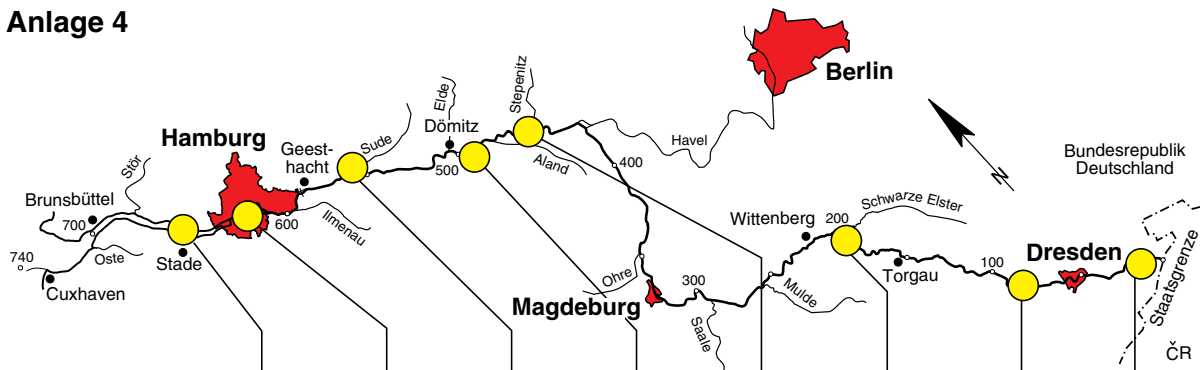 Anlage 4
Berlin
Stepenitz
Elde
Dömitz
Hamburg
Geest-
hacht
Sude
Havel
Bundesrepublik
Deutschland
N
500
Aland
400
Stör
Brunsbüttel
700
600
Ilmenau
Wittenberg
200
Schwarze Elster
740
Oste
Stade
Cuxhaven
Ohre
Magdeburg
300
Saale
Mulde
Torgau
100
Dresden
Staatsgrenze
ČR